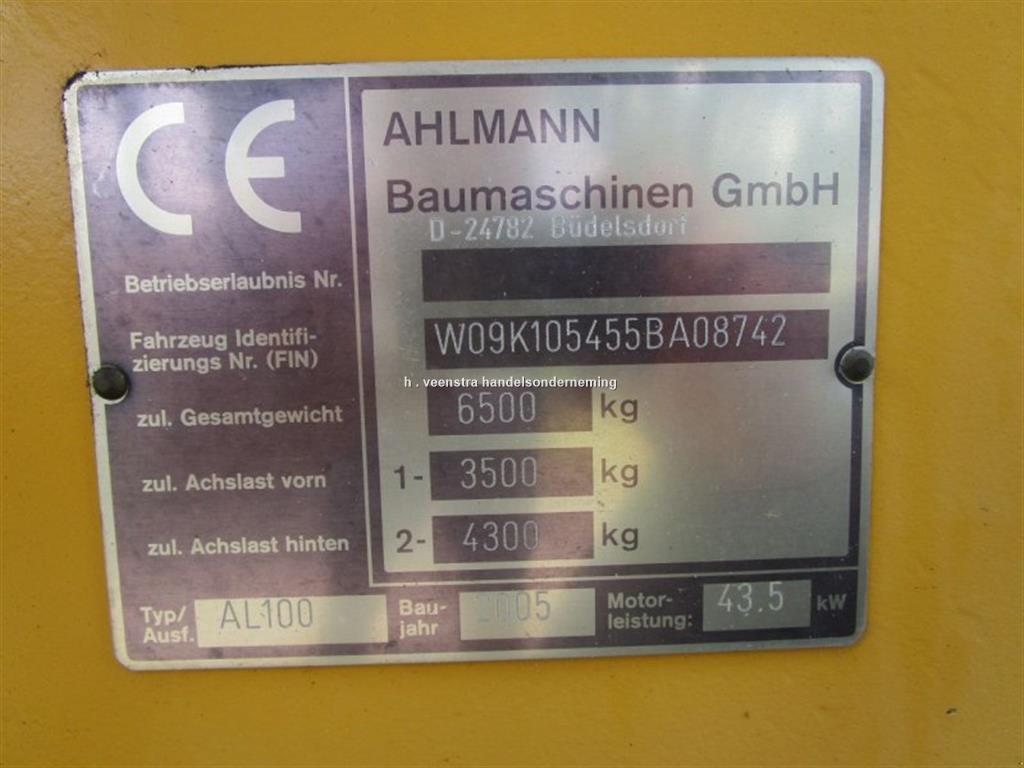 CE
AHLMANN
Baumaschinen GmbH
D-24782 Büdelsdorf
Betriebserlaubnis Nr.
Fahrzeug Identifi-
zierungs Nr. (FIN)
W09K105455BA08742
h . veenstra handelsonderneming
zul. Gesamtgewicht 6500 kg
zul. Achslast vorn 1- 3500 kg
zul. Achslast hinten 2- 4300 kg
Typ/
Ausf.
AL100
Bau-
jahr
2005
Motor-
leistung:
43.5 kW